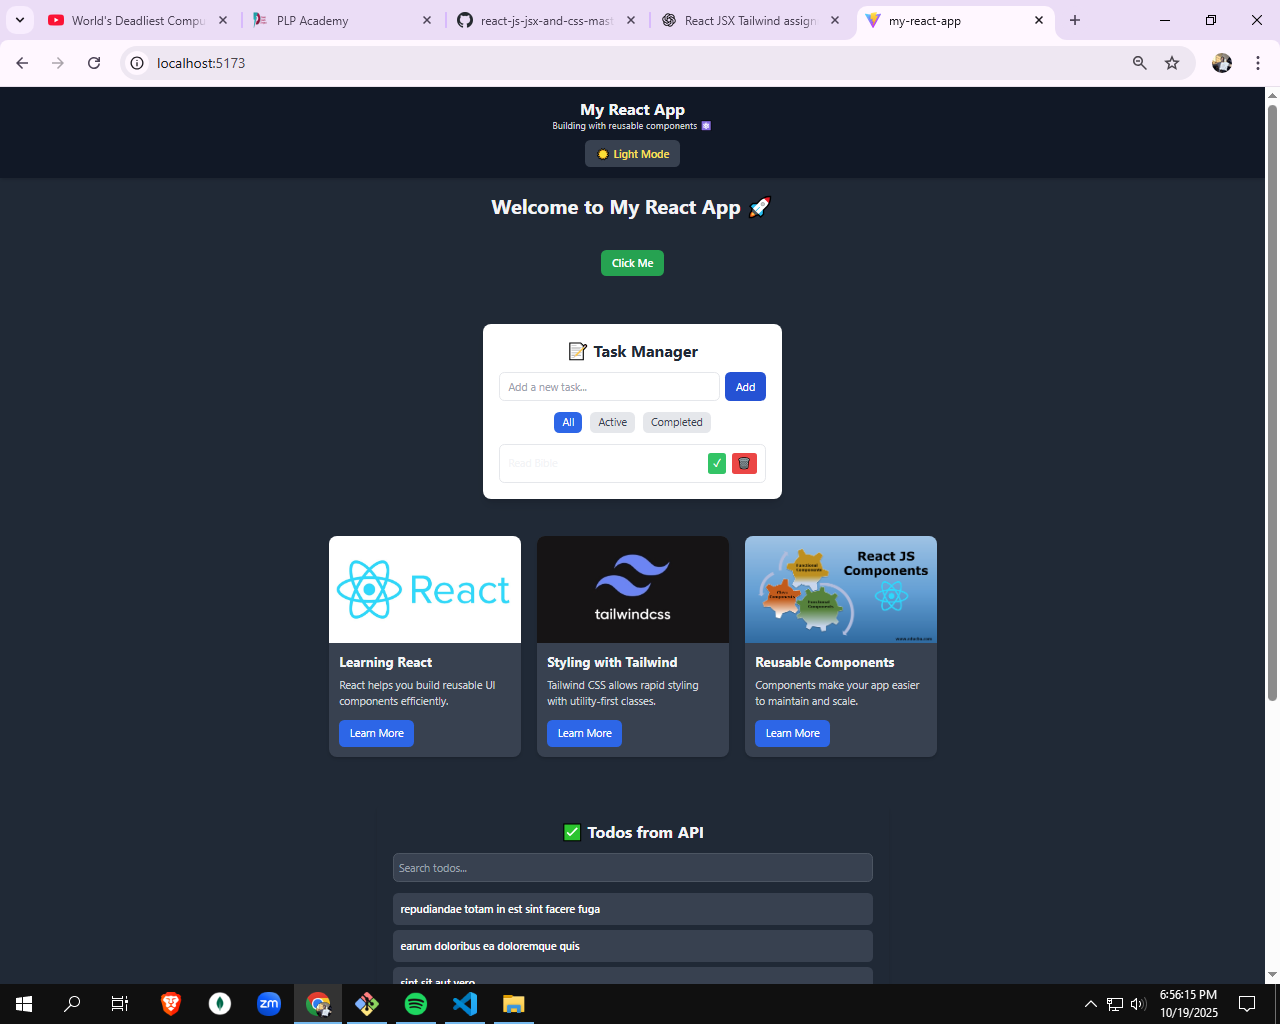 World's Deadliest Compu
PLP Academy
react-js-jsx-and-css-mast
React JSX Tailwind assign
my-react-app
localhost:5173
My React App
Building with reusable components
Light Mode
Welcome to My React App 🚀
Click Me
📝 Task Manager
Add a new task...
Add
All
Active
Completed
Read Bible
React
tailwindcss
React JS
Components
Functional
Components
Learning React
React helps you build reusable UI
components efficiently.
Learn More
Styling with Tailwind
Tailwind CSS allows rapid styling
with utility-first classes.
Learn More
Reusable Components
Components make your app easier
to maintain and scale.
Learn More
✅ Todos from API
Search todos...
repudiandae totam in est sint facere fuga
earum doloribus ea doloremque quis
sint sit aut vero
zm
6:56:15 PM
10/19/2025